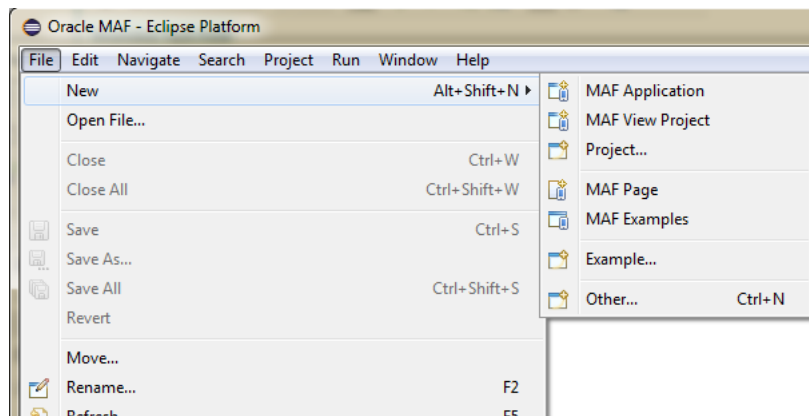 Oracle MAF - Eclipse Platform
File Edit Navigate Search Project Run Window Help
New Alt+Shift+N
Open File...
Close Ctrl+W
Close All Ctrl+Shift+W
Save Ctrl+S
Save As...
Save All Ctrl+Shift+S
Revert
Move...
Rename... F2
Refresh F5
MAF Application
MAF View Project
Project...
MAF Page
MAF Examples
Example...
Other... Ctrl+N